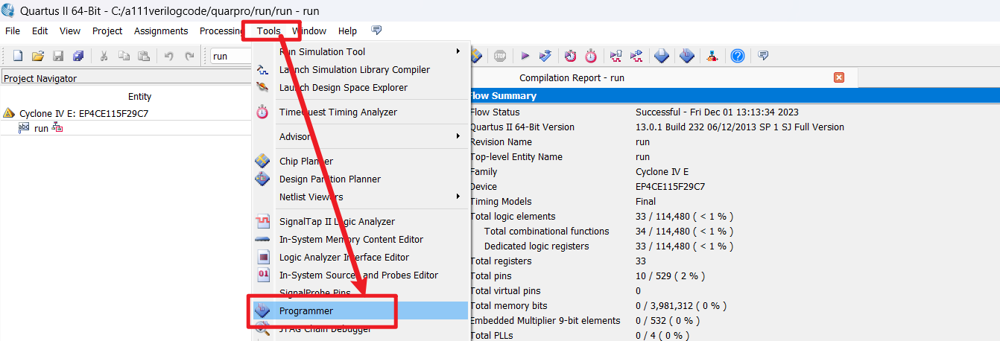 Quartus II 64-Bit - C:/a111verilogcode/quarpro/run/run - run
File Edit View Project Assignments Processing Tools Window Help
run
Project Navigator
Entity
Cyclone IV E: EP4CE115F29C7
abd run
Run Simulation Tool
Launch Simulation Library Compiler
Launch Design Space Explorer
TimeQuest Timing Analyzer
Advisors
Chip Planner
Design Partition Planner
Netlist Viewers
SignalTap II Logic Analyzer
In-System Memory Content Editor
Logic Analyzer Interface Editor
01 In-System Sources and Probes Editor
SignalProbe Pins
Programmer
JTAG Chain Debugger
STOP
Compilation Report - run
Flow Summary
Flow Status Successful - Fri Dec 01 13:13:34 2023
Quartus II 64-Bit Version 13.0.1 Build 232 06/12/2013 SP 1 SJ Full Version
Revision Name run
Top-level Entity Name run
Family Cyclone IV E
Device EP4CE115F29C7
Timing Models Final
Total logic elements 33 / 114,480 ( < 1 % )
Total combinational functions 34 / 114,480 ( < 1 % )
Dedicated logic registers 33 / 114,480 ( < 1 % )
Total registers 33
Total pins 10 / 529 ( 2 % )
Total virtual pins 0
Total memory bits 0 / 3,981,312 ( 0 % )
Embedded Multiplier 9-bit elements 0 / 532 ( 0 % )
Total PLLs 0 / 4 ( 0 % )